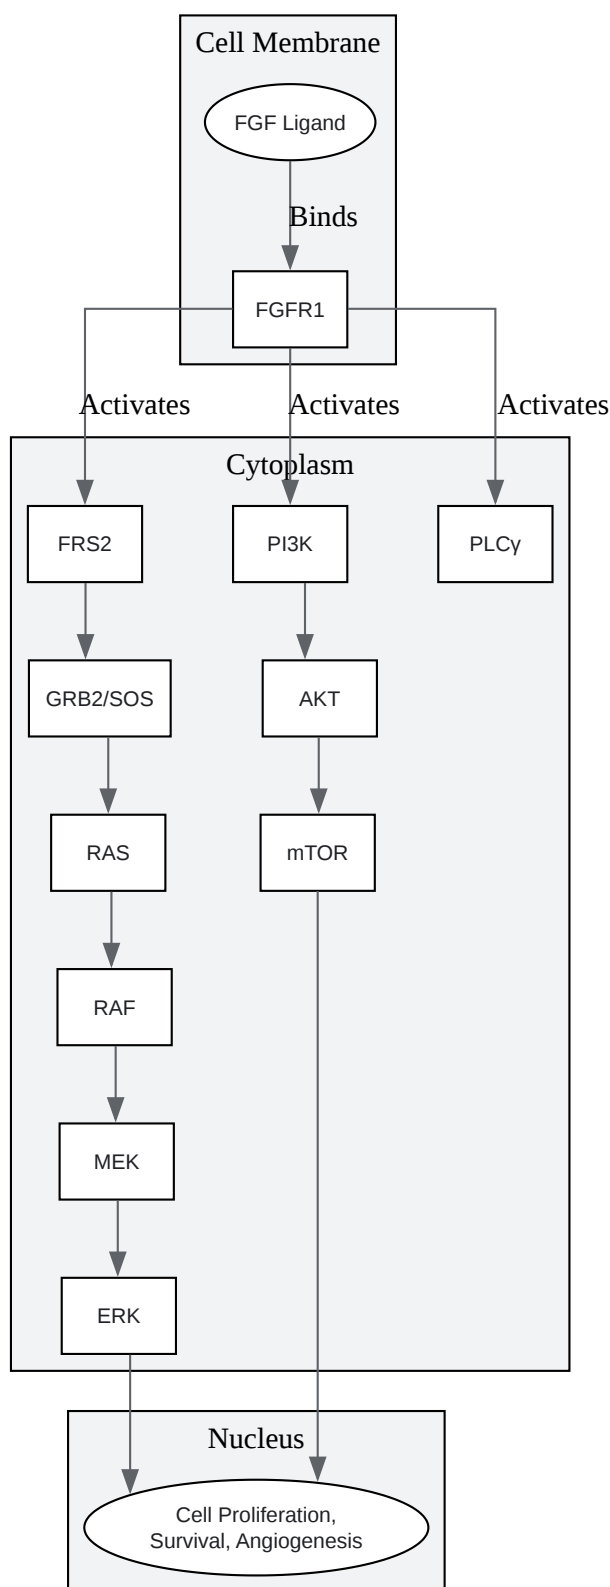 Cell Membrane
FGF Ligand
Binds
FGFR1
Activates
Activates
Activates
Cytoplasm
FRS2
PI3K
PLCγ
GRB2/SOS
AKT
RAS
mTOR
RAF
MEK
ERK
Nucleus
Cell Proliferation,
Survival, Angiogenesis